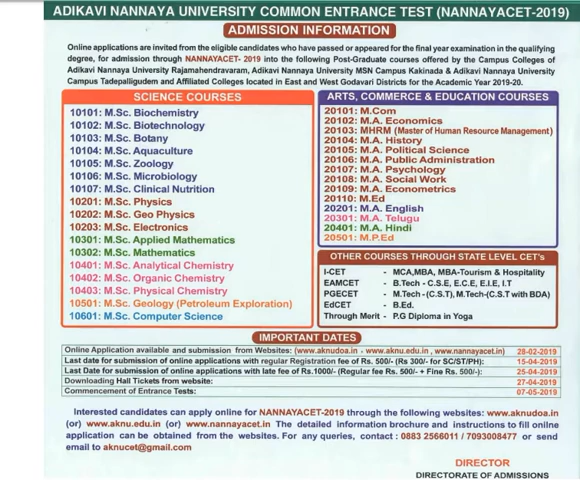 ADIKAVI NANNAYA UNIVERSITY COMMON ENTRANCE TEST (NANNAYACET-2019)
ADMISSION INFORMATION
Online applications are invited from the eligible candidates who have passed or appeared for the final year examination in the qualifying
degree, for admission through NANNAYACET- 2019 into the following Post-Graduate courses offered by the Campus Colleges of
Adikavi Nannaya University Rajamahendravaram, Adikavi Nannaya University MSN Campus Kakinada & Adikavi Nannaya University
Campus Tadepalligudem and Affiliated Colleges located in East and West Godavari Districts for the Academic Year 2019-20.
SCIENCE COURSES
10101: M.Sc. Biochemistry
10102: M.Sc. Biotechnology
10103: M.Sc. Botany
10104: M.Sc. Aquaculture
10105: M.Sc. Zoology
10106: M.Sc. Microbiology
10107: M.Sc. Clinical Nutrition
10201: M.Sc. Physics
10202: M.Sc. Geo Physics
10203: M.Sc. Electronics
10301: M.Sc. Applied Mathematics
10302: M.Sc. Mathematics
10401: M.Sc. Analytical Chemistry
10402: M.Sc. Organic Chemistry
10403: M.Sc. Physical Chemistry
10501: M.Sc. Geology (Petroleum Exploration)
10601: M.Sc. Computer Science
ARTS, COMMERCE & EDUCATION COURSES
20101: M.Com
20102: M.A. Economics
20103: MHRM (Master of Human Resource Management)
20104: M.A. History
20105: M.A. Political Science
20106: M.A. Public Administration
20107: M.A. Psychology
20108: M.A. Social Work
20109: M.A. Econometrics
20110: M.Ed
20201: M.A. English
20301: M.A. Telugu
20401: M.A. Hindi
20501: M.P.Ed
OTHER COURSES THROUGH STATE LEVEL CET's
I-CET - MCA,MBA, MBA-Tourism & Hospitality
EAMCET - B.Tech - C.S.E, E.C.E, E.I.E, I.T
PGECET - M.Tech - (C.S.T), M.Tech-(C.S.T with BDA)
EdCET - B.Ed.
Through Merit - P.G Diploma in Yoga
IMPORTANT DATES
Online Application available and submission from Websites: (www.aknudoa.in - www.aknu.edu.in , www.nannayacet.in) 28-02-2019
Last date for submission of online applications with regular Registration fee of Rs. 500/- (Rs 300/- for SC/ST/PH): 15-04-2019
Last Date for submission of online applications with late fee of Rs.1000/- (Regular fee Rs. 500/- + Fine Rs. 500/-): 25-04-2019
Downloading Hall Tickets from website: 27-04-2019
Commencement of Entrance Tests: 07-05-2019
Interested candidates can apply online for NANNAYACET-2019 through the following websites: www.aknudoa.in
(or) www.aknu.edu.in (or) www.nannayacet.in The detailed information brochure and instructions to fill online
application can be obtained from the websites. For any queries, contact : 0883 2566011 / 7093008477 or send
email to aknucet@gmail.com
DIRECTOR
DIRECTORATE OF ADMISSIONS